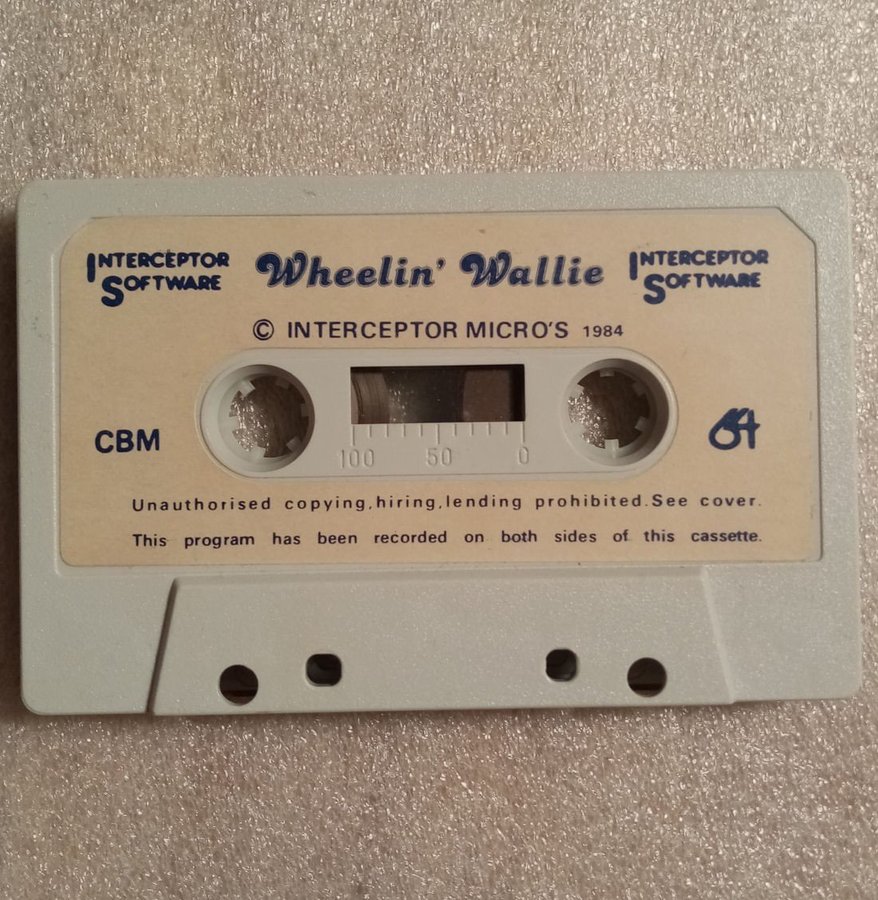 INTERCEPTOR SOFTWARE
Wheelin' Wallie
INTERCEPTOR SOFTWARE
© INTERCEPTOR MICRO'S 1984
CBM
64
100 50 0
Unauthorised copying,hiring,lending prohibited.See cover.
This program has been recorded on both sides of this cassette.